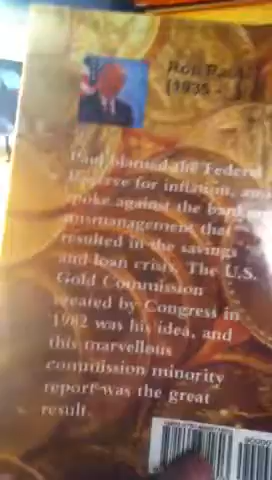 Ron Paul
(1935 -
Paul blamed the Federal
Reserve for inflation, and
spoke against the
mismanagement that
resulted in the savings
and loan crisis. The U.S.
Gold Commission
created by Congress in
1982 was his idea, and
this marvellous
commission minority
report was the great
result.